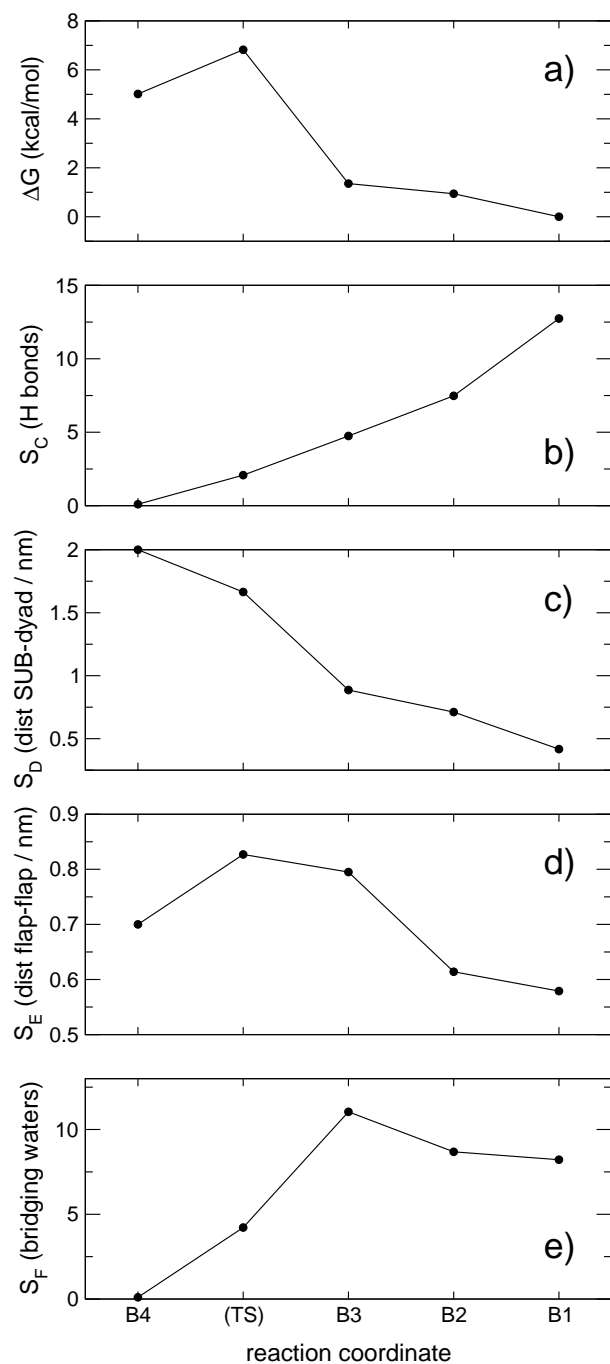 8
6
4
2
0
ΔG (kcal/mol)
a)
15
10
5
0
S_C (H bonds)
b)
2
1.5
1
0.5
S_D (dist SUB-dyad / nm)
c)
0.9
0.8
0.7
0.6
0.5
S_E (dist flap-flap / nm)
d)
10
5
0
S_F (bridging waters)
e)
B4 (TS) B3 B2 B1
reaction coordinate